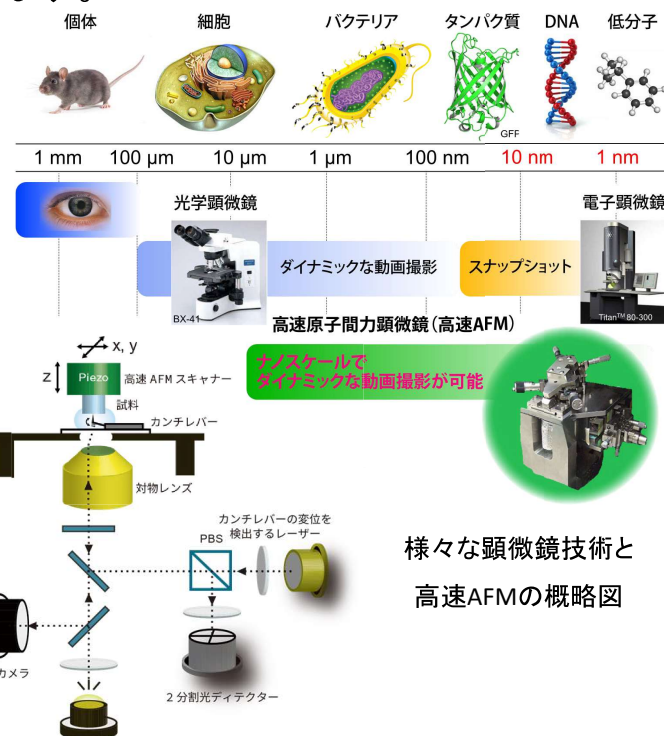 個体 細胞 バクテリア タンパク質 DNA 低分子
GFF
1 mm 100 μm 10 μm 1 μm 100 nm 10 nm 1 nm
光学顕微鏡 電子顕微鏡
ダイナミックな動画撮影 スナップショット
BX-41 Titan™ 80-300
高速原子間力顕微鏡(高速AFM)
ナノスケールで
ダイナミックな動画撮影が可能
x, y
z Piezo 高速 AFM スキャナー
試料
カンチレバー
対物レンズ
カンチレバーの変位を
検出するレーザー
PBS
様々な顕微鏡技術と
高速AFMの概略図
カメラ
2 分割光ディテクター